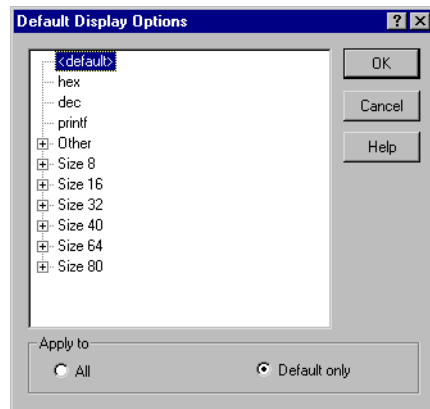 Default Display Options
<default>
hex
dec
printf
Other
Size 8
Size 16
Size 32
Size 40
Size 64
Size 80
OK
Cancel
Help
Apply to
All
Default only